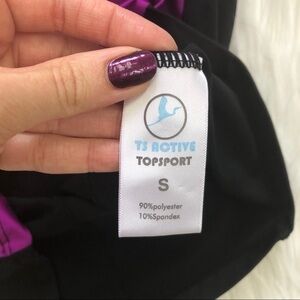 TS ACTIVE
TOPSPORT
S
90%polyester
10%Spandex